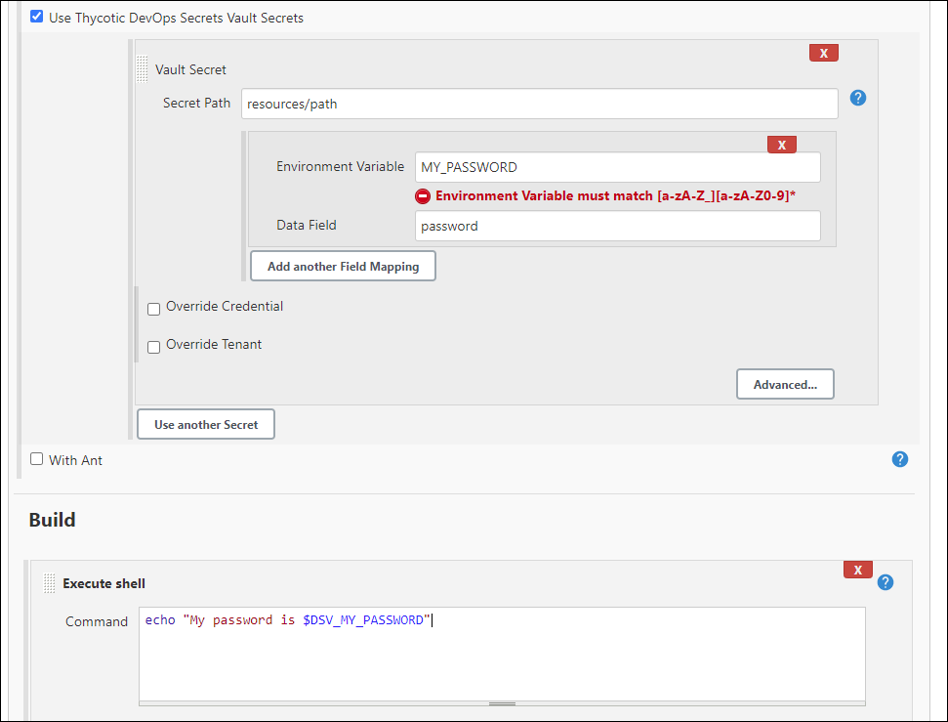 Use Thycotic DevOps Secrets Vault Secrets
X
Vault Secret
Secret Path resources/path ?
X
Environment Variable MY_PASSWORD
Environment Variable must match [a-zA-Z_][a-zA-Z0-9]*
Data Field password
Add another Field Mapping
Override Credential
Override Tenant
Advanced...
Use another Secret
With Ant ?
Build
X
Execute shell ?
Command echo "My password is $DSV_MY_PASSWORD"